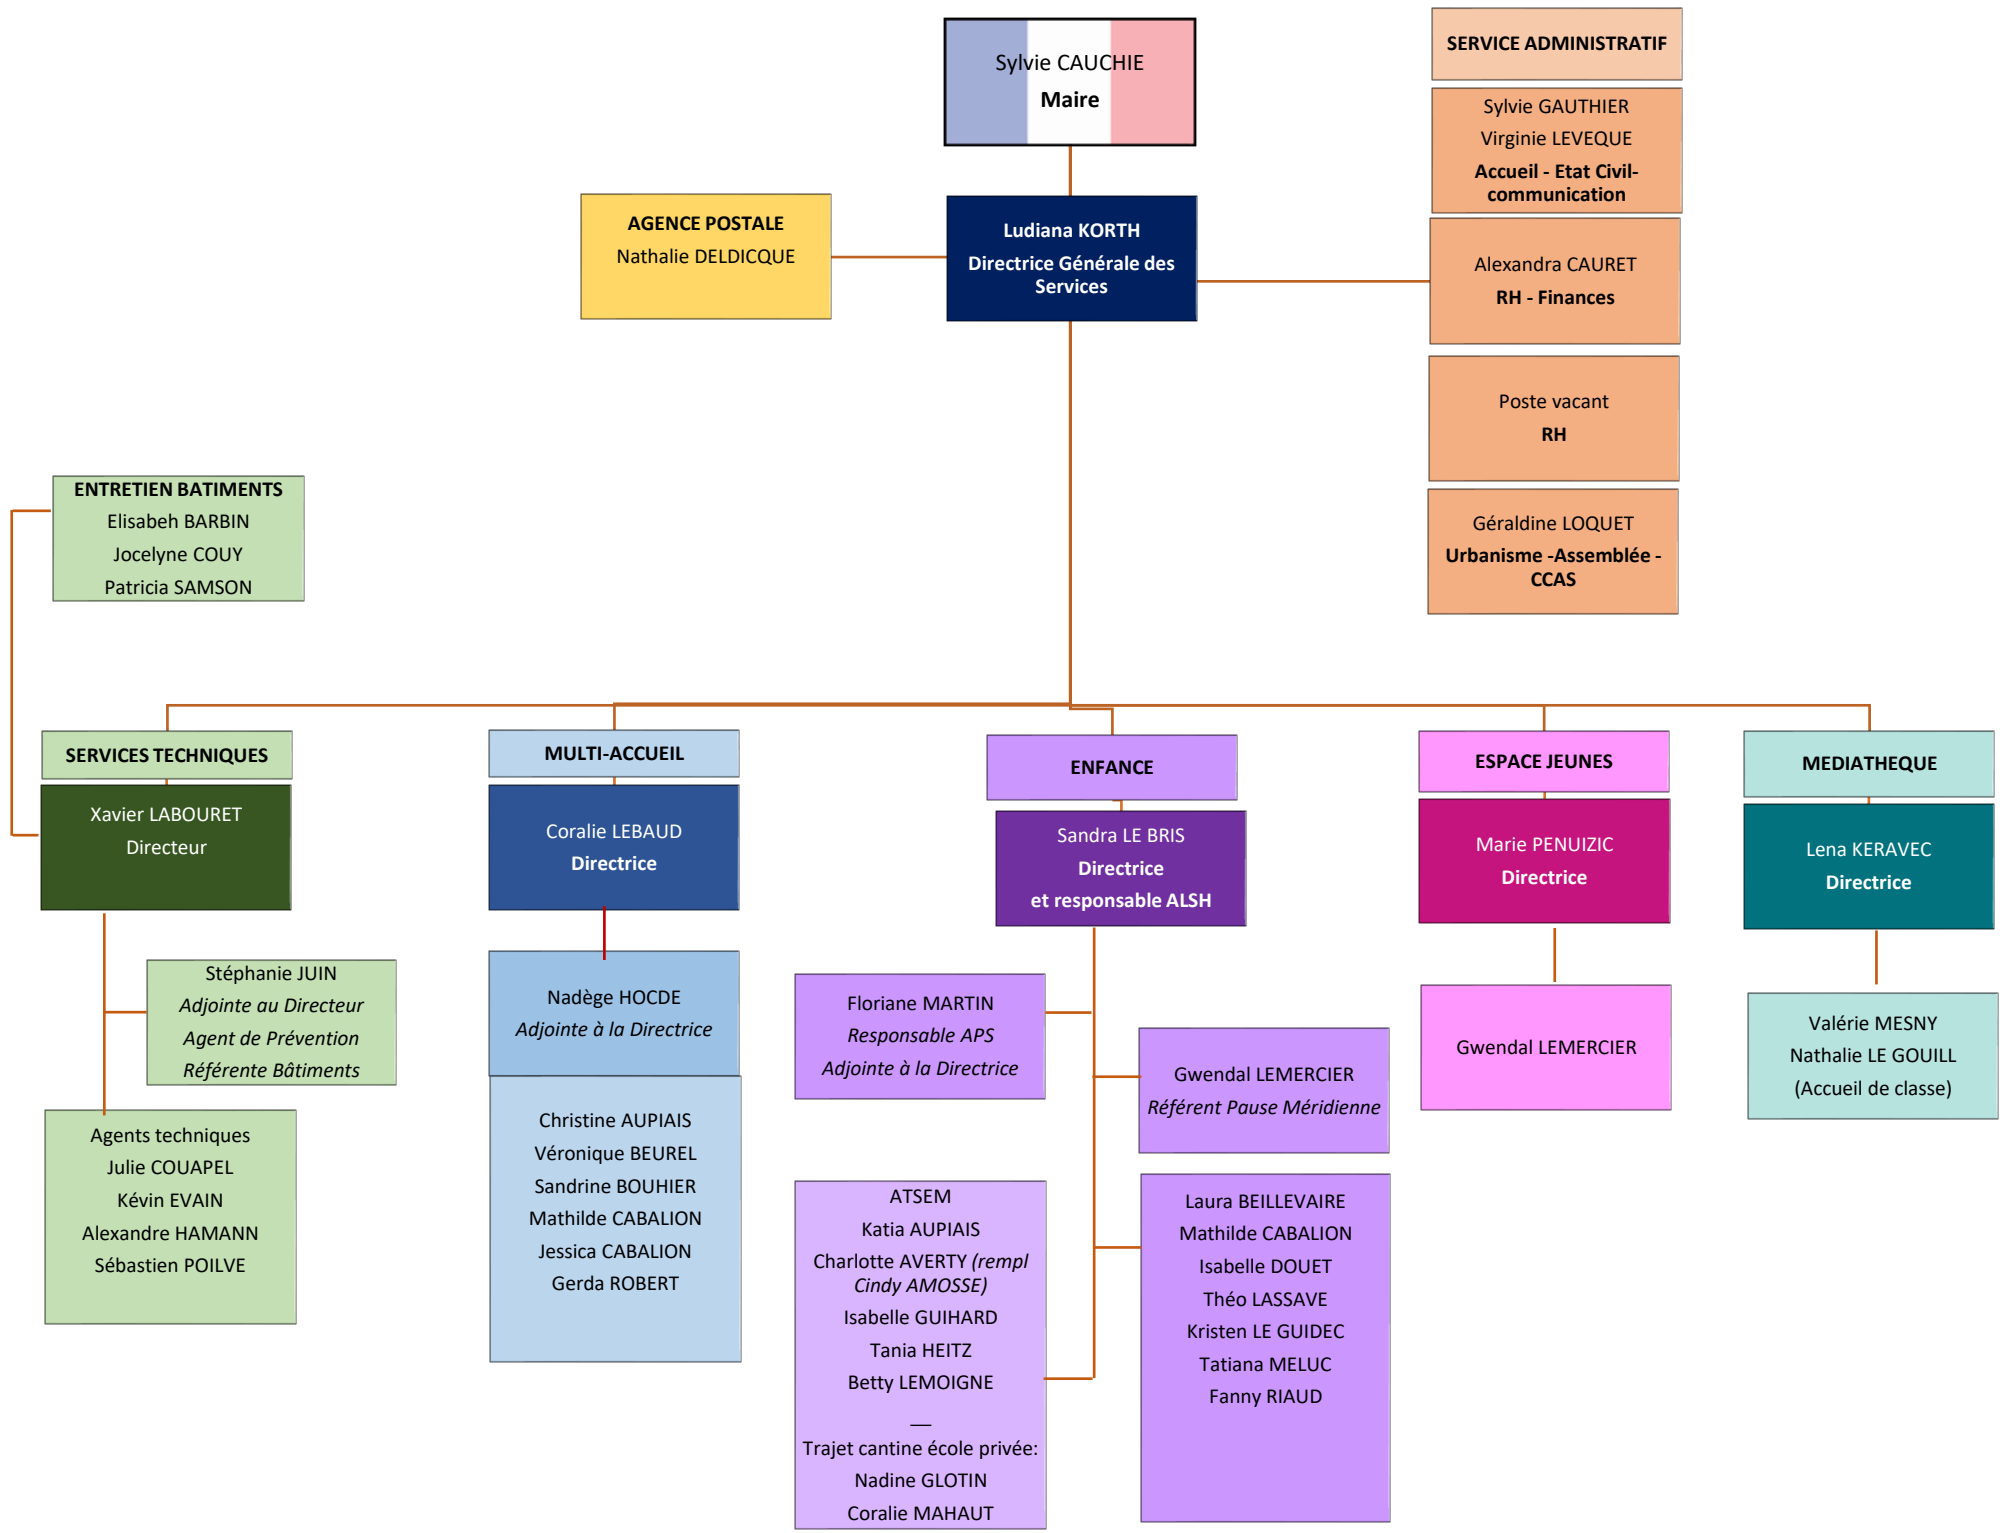 Sylvie CAUCHIE
Maire
AGENCE POSTALE
Nathalie DELDICQUE
Ludiana KORTH
Directrice Générale des
Services
SERVICE ADMINISTRATIF
Sylvie GAUTHIER
Virginie LEVEQUE
Accueil - Etat Civil-
communication
Alexandra CAURET
RH - Finances
Poste vacant
RH
Géraldine LOQUET
Urbanisme -Assemblée -
CCAS
ENTRETIEN BATIMENTS
Elisabeh BARBIN
Jocelyne COUY
Patricia SAMSON
SERVICES TECHNIQUES
Xavier LABOURET
Directeur
Stéphanie JUIN
Adjointe au Directeur
Agent de Prévention
Référente Bâtiments
Agents techniques
Julie COUAPEL
Kévin EVAIN
Alexandre HAMANN
Sébastien POILVE
MULTI-ACCUEIL
Coralie LEBAUD
Directrice
Nadège HOCDE
Adjointe à la Directrice
Christine AUPIAIS
Véronique BEUREL
Sandrine BOUHIER
Mathilde CABALION
Jessica CABALION
Gerda ROBERT
ENFANCE
Sandra LE BRIS
Directrice
et responsable ALSH
Floriane MARTIN
Responsable APS
Adjointe à la Directrice
Gwendal LEMERCIER
Référent Pause Méridienne
ATSEM
Katia AUPIAIS
Charlotte AVERTY (rempl
Cindy AMOSSE)
Isabelle GUIHARD
Tania HEITZ
Betty LEMOIGNE
__
Trajet cantine école privée:
Nadine GLOTIN
Coralie MAHAUT
Laura BEILLEVAIRE
Mathilde CABALION
Isabelle DOUET
Théo LASSAVE
Kristen LE GUIDEC
Tatiana MELUC
Fanny RIAUD
ESPACE JEUNES
Marie PENUIZIC
Directrice
Gwendal LEMERCIER
MEDIATHEQUE
Lena KERAVEC
Directrice
Valérie MESNY
Nathalie LE GOUILL
(Accueil de classe)